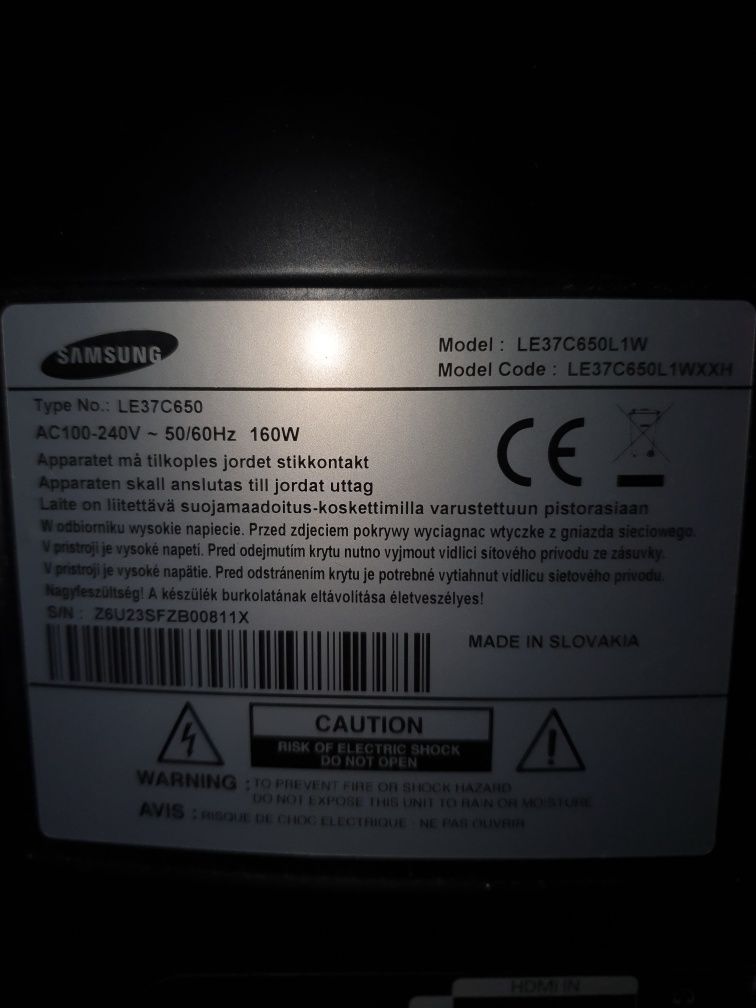 SAMSUNG
Model : LE37C650L1W
Model Code : LE37C650L1WXXH
Type No.: LE37C650
AC100-240V ~ 50/60Hz 160W
Apparatet må tilkoples jordet stikkontakt
Apparaten skall anslutas till jordat uttag
Laite on liitettävä suojamaadoitus-koskettimilla varustettuun pistorasiaan
W odbiorniku wysokie napiecie. Przed zdjeciem pokrywy wyciagnac wtyczke z gniazda sieciowego.
V pristroji je vysoké napetí. Pred odejmutím krytu nutno vyjmout vidlici sítového prívodu ze zásuvky.
V pristroji je vysoké napätie. Pred odstránením krytu je potrebné vytiahnut vidlicu sietového prívodu.
Nagyfeszültség! A készülék burkolatának eltávolítása életveszélyes!
S/N : Z6U23SFZB00811X
MADE IN SLOVAKIA
CE
CAUTION
RISK OF ELECTRIC SHOCK
DO NOT OPEN
WARNING : TO PREVENT FIRE OR SHOCK HAZARD
DO NOT EXPOSE THIS UNIT TO RAIN OR MOISTURE
AVIS : RISQUE DE CHOC ELECTRIQUE - NE PAS OUVRIR
HDMI IN